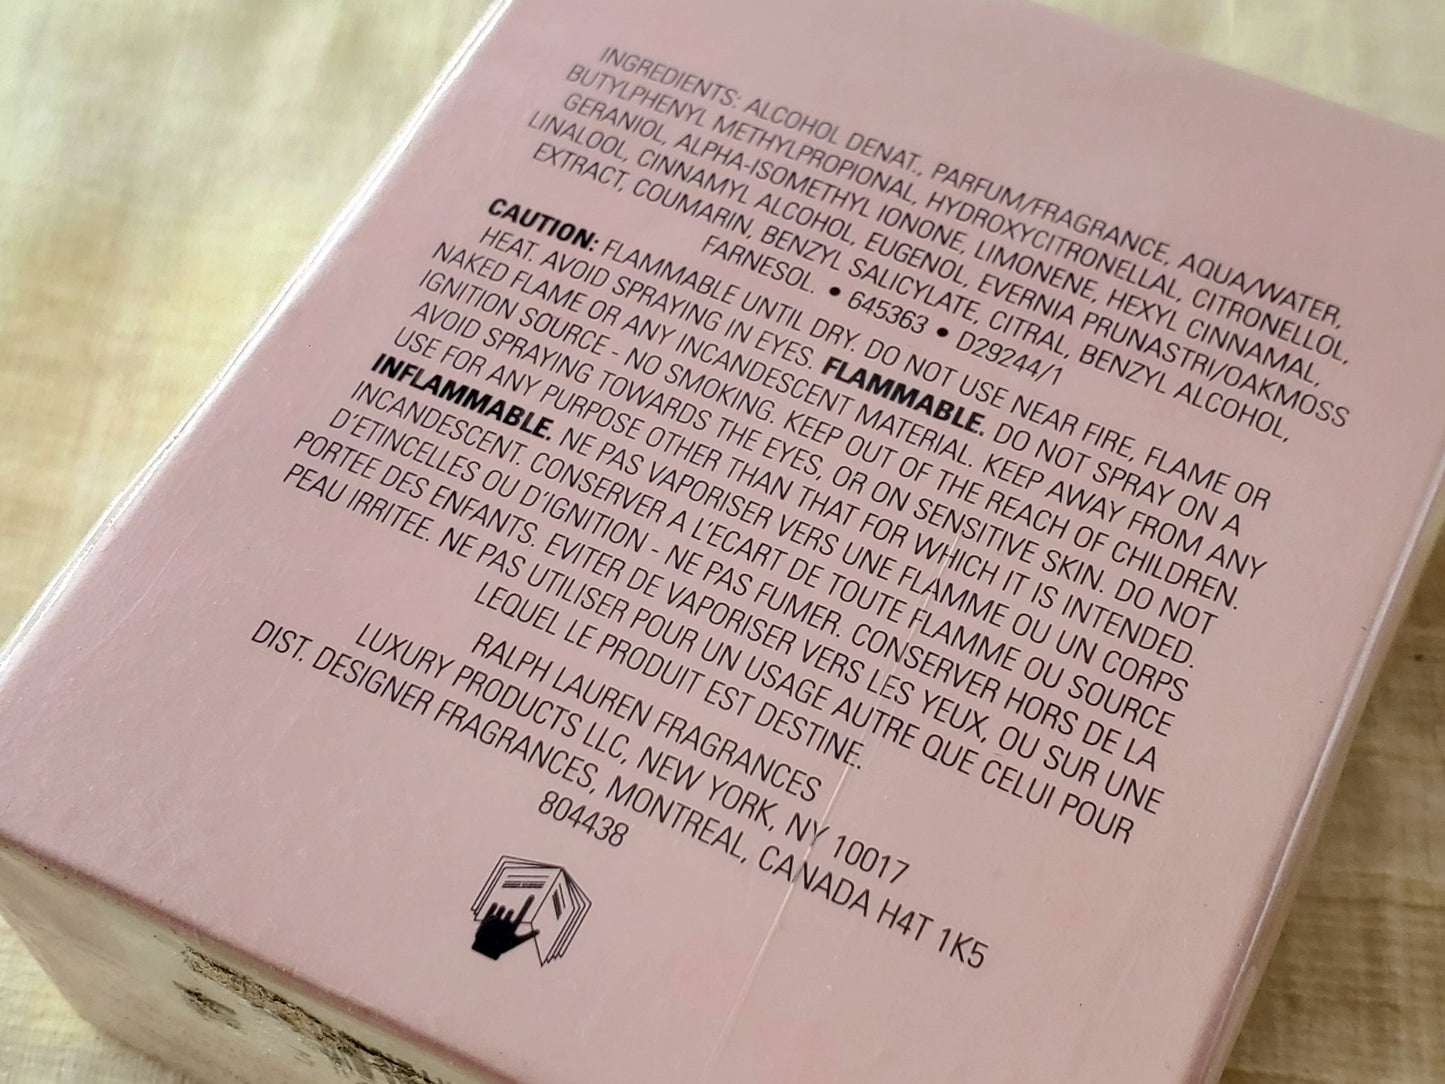 INGREDIENTS: ALCOHOL DENAT., PARFUM/FRAGRANCE, AQUA/WATER,
BUTYLPHENYL METHYLPROPIONAL, HYDROXYCITRONELLAL, CITRONELLOL,
GERANIOL, ALPHA-ISOMETHYL IONONE, LIMONENE, HEXYL CINNAMAL,
LINALOOL, CINNAMYL ALCOHOL, EUGENOL, EVERNIA PRUNASTRI/OAKMOSS
EXTRACT, COUMARIN, BENZYL SALICYLATE, CITRAL, BENZYL ALCOHOL,
FARNESOL. • 645363 • D29244/1
CAUTION: FLAMMABLE UNTIL DRY. DO NOT USE NEAR FIRE, FLAME OR
HEAT. AVOID SPRAYING IN EYES. FLAMMABLE. DO NOT SPRAY ON A
NAKED FLAME OR ANY INCANDESCENT MATERIAL. KEEP AWAY FROM ANY
IGNITION SOURCE - NO SMOKING. KEEP OUT OF THE REACH OF CHILDREN.
AVOID SPRAYING TOWARDS THE EYES, OR ON SENSITIVE SKIN. DO NOT
USE FOR ANY PURPOSE OTHER THAN THAT FOR WHICH IT IS INTENDED.
INFLAMMABLE. NE PAS VAPORISER VERS UNE FLAMME OU UN CORPS
INCANDESCENT. CONSERVER A L'ECART DE TOUTE FLAMME OU SOURCE
D'ETINCELLES OU D'IGNITION - NE PAS FUMER. CONSERVER HORS DE LA
PORTEE DES ENFANTS. EVITER DE VAPORISER VERS LES YEUX, OU SUR UNE
PEAU IRRITEE. NE PAS UTILISER POUR UN USAGE AUTRE QUE CELUI POUR
LEQUEL LE PRODUIT EST DESTINE.
RALPH LAUREN FRAGRANCES
LUXURY PRODUCTS LLC, NEW YORK, NY 10017
DIST. DESIGNER FRAGRANCES, MONTREAL, CANADA H4T 1K5
804438